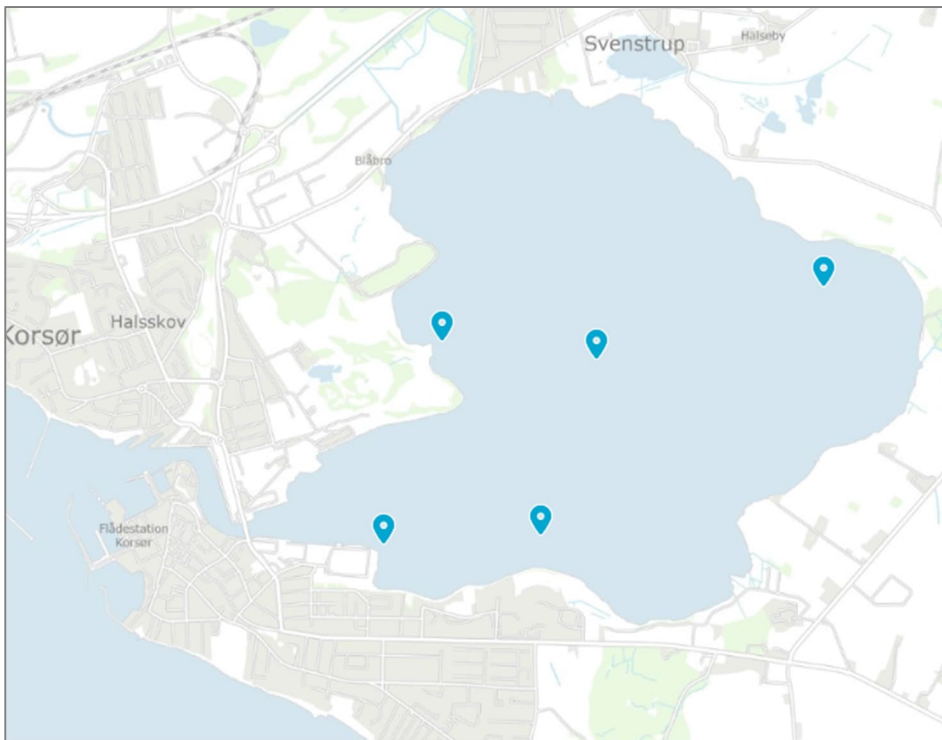 Svenstrup
Halseby
Blåbro
Halsskov
Korsør
Flådestation
Korsør